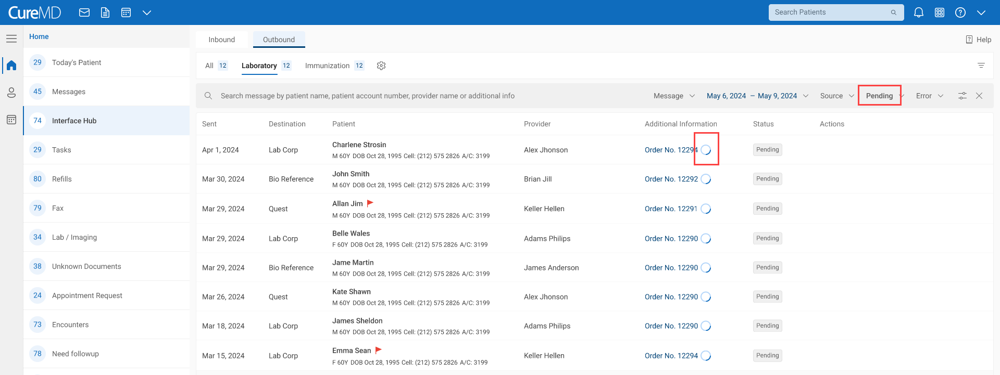 CureMD
Search Patients
Home
Inbound
Outbound
Help
29 Today's Patient
45 Messages
74 Interface Hub
29 Tasks
80 Refills
79 Fax
34 Lab / Imaging
38 Unknown Documents
24 Appointment Request
73 Encounters
78 Need followup
All 12 Laboratory 12 Immunization 12
Search message by patient name, patient account number, provider name or additional info
Message May 6, 2024 – May 9, 2024 Source Pending Error
Sent Destination Patient Provider Additional Information Status Actions
Charlene Strosin
Apr 1, 2024 Lab Corp M 60Y DOB Oct 28, 1995 Cell: (212) 575 2826 A/C: 3199 Alex Jhonson Order No. 12294 Pending
John Smith
Mar 30, 2024 Bio Reference M 60Y DOB Oct 28, 1995 Cell: (212) 575 2826 A/C: 3199 Brian Jill Order No. 12292 Pending
Allan Jim
Mar 29, 2024 Quest M 60Y DOB Oct 28, 1995 Cell: (212) 575 2826 A/C: 3199 Keller Hellen Order No. 12291 Pending
Belle Wales
Mar 29, 2024 Lab Corp F 60Y DOB Oct 28, 1995 Cell: (212) 575 2826 A/C: 3199 Adams Philips Order No. 12290 Pending
Jame Martin
Mar 29, 2024 Bio Reference M 60Y DOB Oct 28, 1995 Cell: (212) 575 2826 A/C: 3199 James Anderson Order No. 12290 Pending
Kate Shawn
Mar 26, 2024 Quest M 60Y DOB Oct 28, 1995 Cell: (212) 575 2826 A/C: 3199 Alex Jhonson Order No. 12290 Pending
James Sheldon
Mar 18, 2024 Lab Corp M 60Y DOB Oct 28, 1995 Cell: (212) 575 2826 A/C: 3199 Adams Philips Order No. 12290 Pending
Emma Sean
Mar 15, 2024 Lab Corp F 60Y DOB Oct 28, 1995 Cell: (212) 575 2826 A/C: 3199 Keller Hellen Order No. 12294 Pending